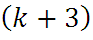 (k + 3)